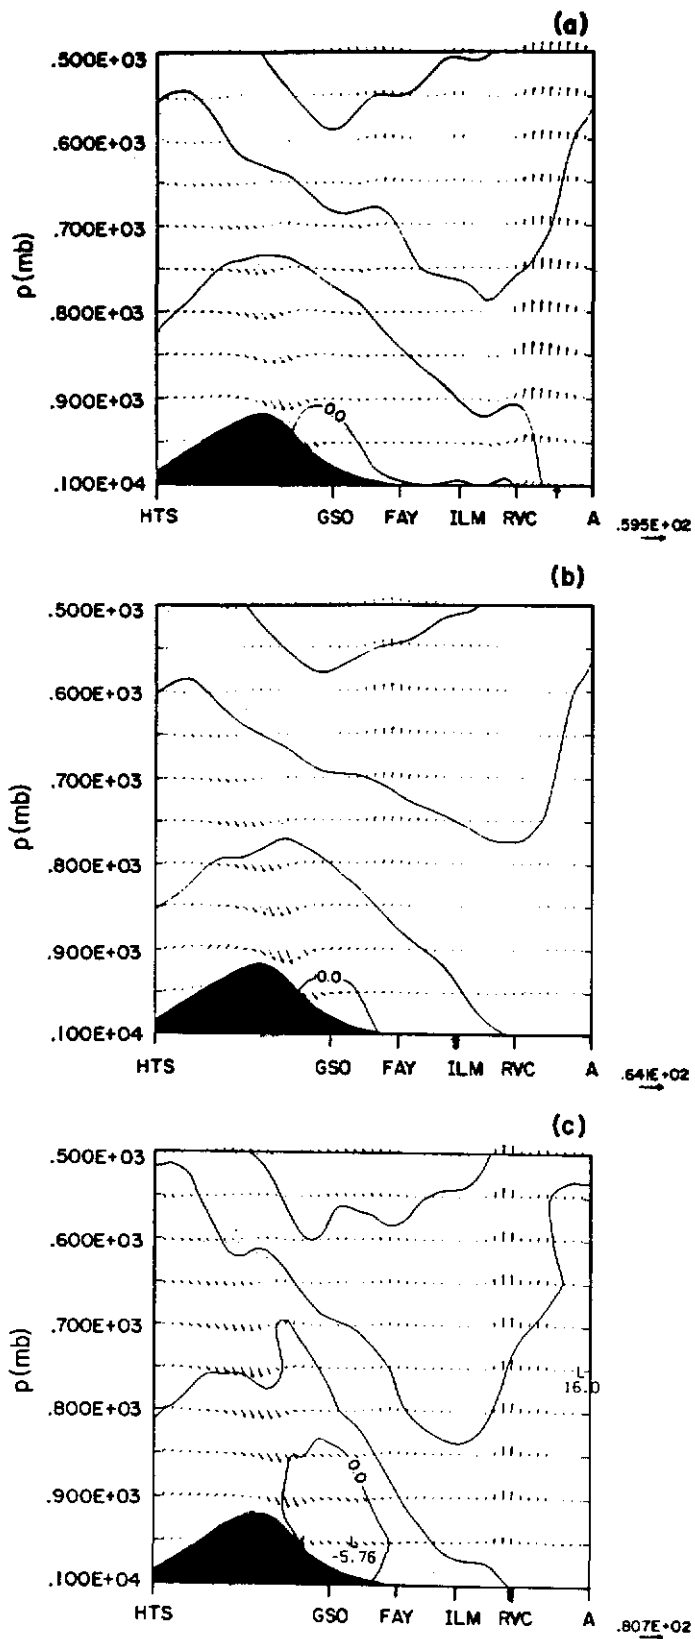 (a)
.500E+03
.600E+03
.700E+03
p(mb)
.800E+03
.900E+03
0.0
.100E+04
HTS GSO FAY ILM RVC A .595E+02
(b)
.500E+03
.600E+03
.700E+03
p(mb)
.800E+03
.900E+03
0.0
.100E+04
HTS GSO FAY ILM RVC A .641E+02
(c)
.500E+03
.600E+03
.700E+03
p(mb)
L
16.0
.800E+03
0.0
.900E+03
L
-5.76
.100E+04
HTS GSO FAY ILM RVC A .807E+02